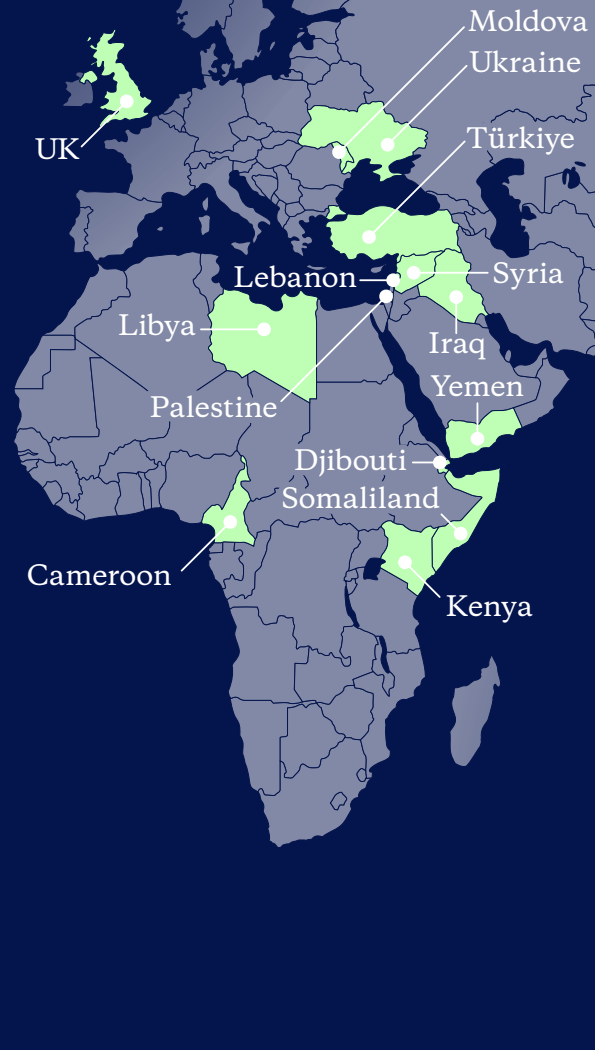 Moldova
Ukraine
Türkiye
UK
Lebanon
Syria
Libya
Iraq
Yemen
Palestine
Djibouti
Somaliland
Cameroon
Kenya